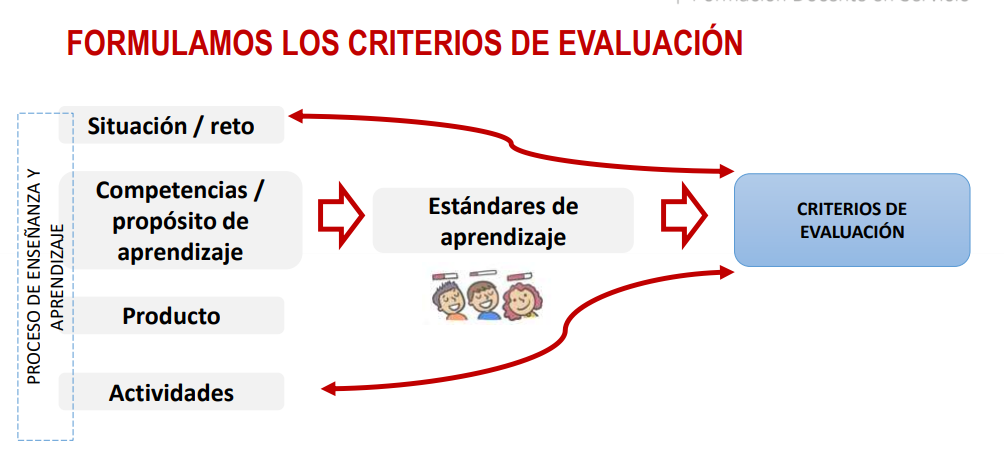 FORMULAMOS LOS CRITERIOS DE EVALUACIÓN
PROCESO DE ENSEÑANZA Y
APRENDIZAJE
Situación / reto
Competencias /
propósito de
aprendizaje
Producto
Actividades
Estándares de
aprendizaje
CRITERIOS DE
EVALUACIÓN